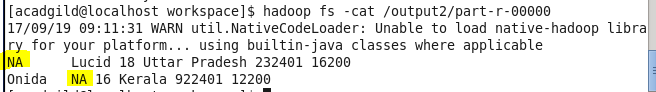 [acadgild@localhost workspace]$ hadoop fs -cat /output2/part-r-00000
17/09/19 09:11:31 WARN util.NativeCodeLoader: Unable to load native-hadoop libra
ry for your platform... using builtin-java classes where applicable
NA      Lucid 18 Uttar Pradesh 232401 16200
Onida   NA 16 Kerala 922401 12200